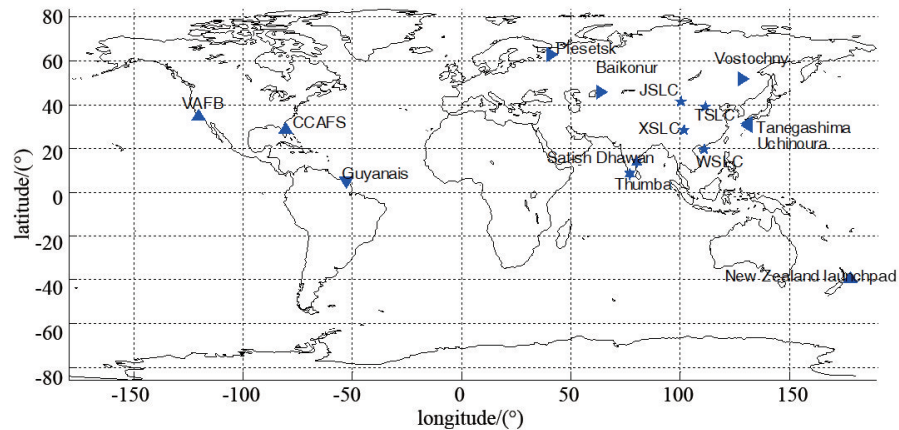 80
60
40
20
0
-20
-40
-60
-80
latitude/(°)
Plesetsk
Vostochny
Baikonur
JSLC
VAFB
TSLC
CCAFS
XSLC
Tanegashima
Uchinoura
Satish Dhawan
WSLC
Guyanais
Thumba
New Zealand launchpad
-150
-100
-50
0
50
100
150
longitude/(°)